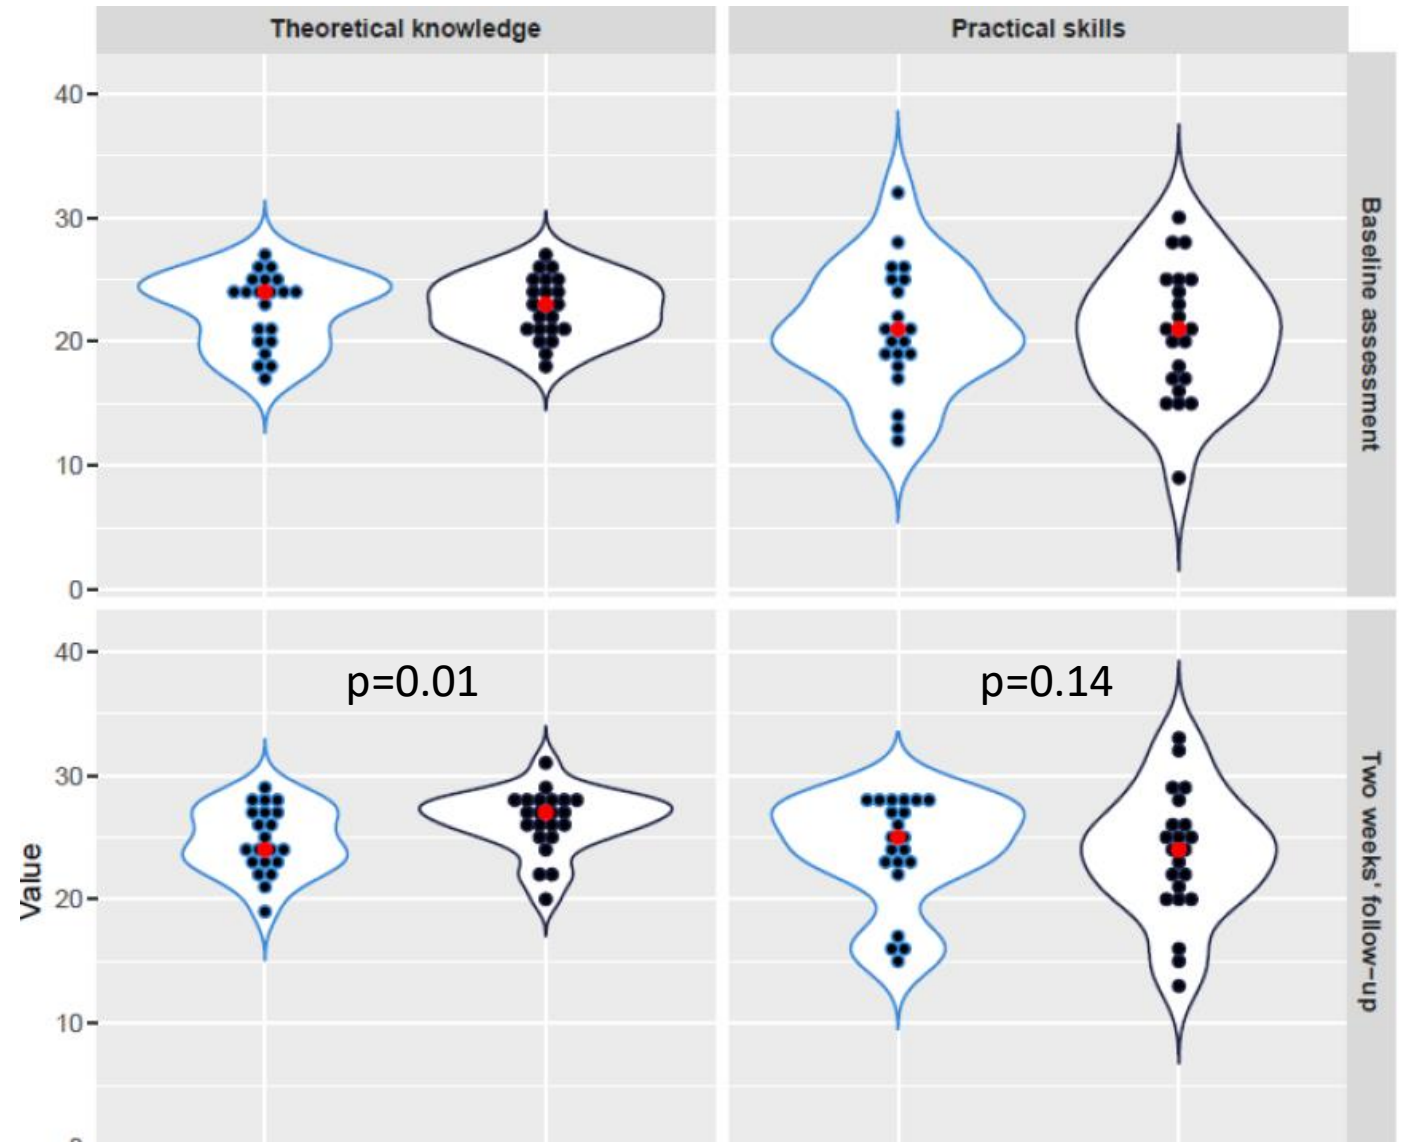 Theoretical knowledge
Practical skills
40
30
20
10
0
Baseline assessment
40
30
20
10
p=0.01
p=0.14
Value
Two weeks' follow-up